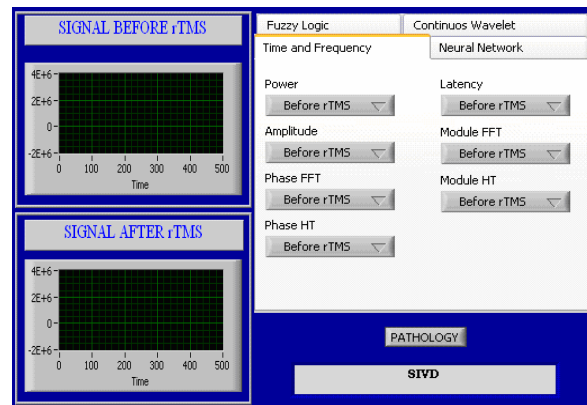 SIGNAL BEFORE rTMS
4E+6
2E+6
0
-2E+6
0 100 200 300 400 500
Time
SIGNAL AFTER rTMS
4E+6
2E+6
0
-2E+6
0 100 200 300 400 500
Time
Fuzzy Logic Continuos Wavelet
Time and Frequency Neural Network
Power Latency
Before rTMS Before rTMS
Amplitude Module FFT
Before rTMS Before rTMS
Phase FFT Module HT
Before rTMS Before rTMS
Phase HT
Before rTMS
PATHOLOGY
SIVD